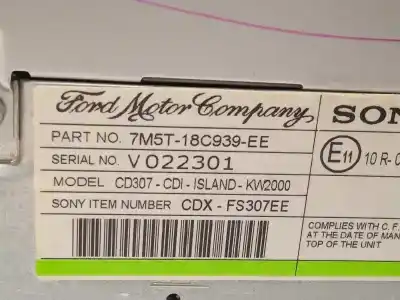 Ford Motor Company
PART NO. 7M5T-18C939-EE
SERIAL NO. V022301
MODEL CD307 - CDI - ISLAND - KW2000
SONY ITEM NUMBER CDX - FS307EE
SON
E11 10 R-0
COMPLIES WITH C. F.
AT THE DATE OF MAN
TOP OF THE UNIT